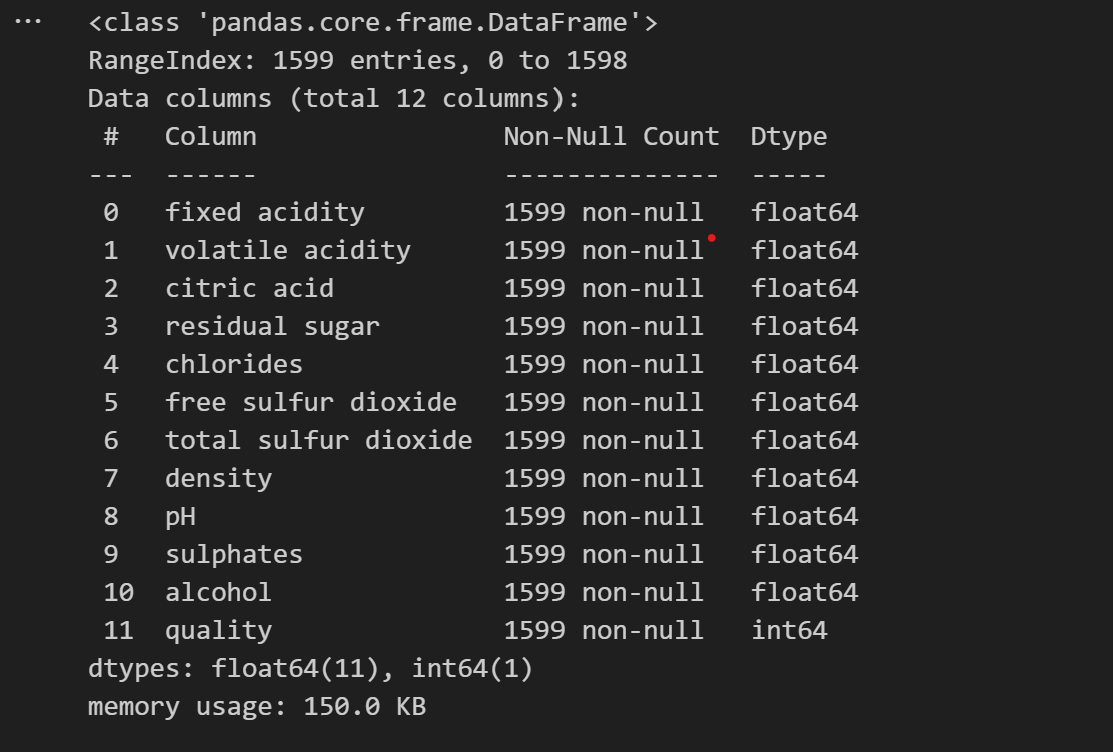 ...
<class 'pandas.core.frame.DataFrame'>
RangeIndex: 1599 entries, 0 to 1598
Data columns (total 12 columns):
 #   Column                Non-Null Count  Dtype
---  ------                --------------  -----
 0   fixed acidity         1599 non-null   float64
 1   volatile acidity      1599 non-null   float64
 2   citric acid           1599 non-null   float64
 3   residual sugar        1599 non-null   float64
 4   chlorides             1599 non-null   float64
 5   free sulfur dioxide   1599 non-null   float64
 6   total sulfur dioxide  1599 non-null   float64
 7   density               1599 non-null   float64
 8   pH                    1599 non-null   float64
 9   sulphates             1599 non-null   float64
 10  alcohol               1599 non-null   float64
 11  quality               1599 non-null   int64
dtypes: float64(11), int64(1)
memory usage: 150.0 KB